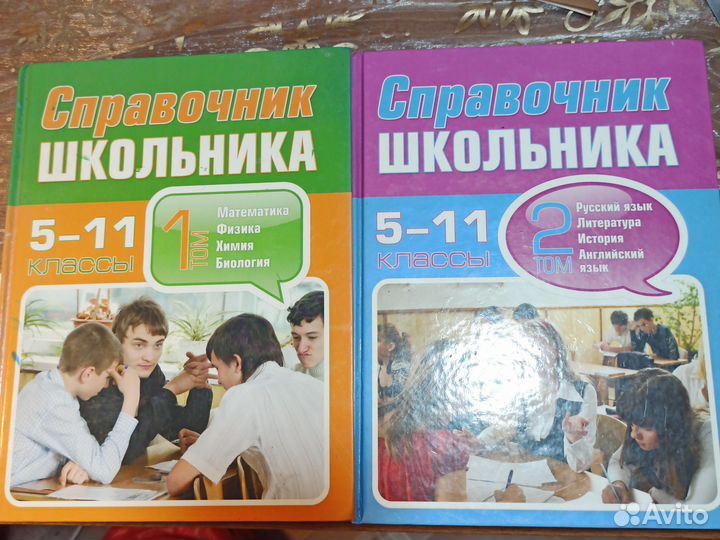 Справочник
ШКОЛЬНИКА
5-11
классы
1
ТОМ
Математика
Физика
Химия
Биология
Справочник
ШКОЛЬНИКА
5-11
классы
2
ТОМ
Русский язык
Литература
История
Английский
язык
Avito